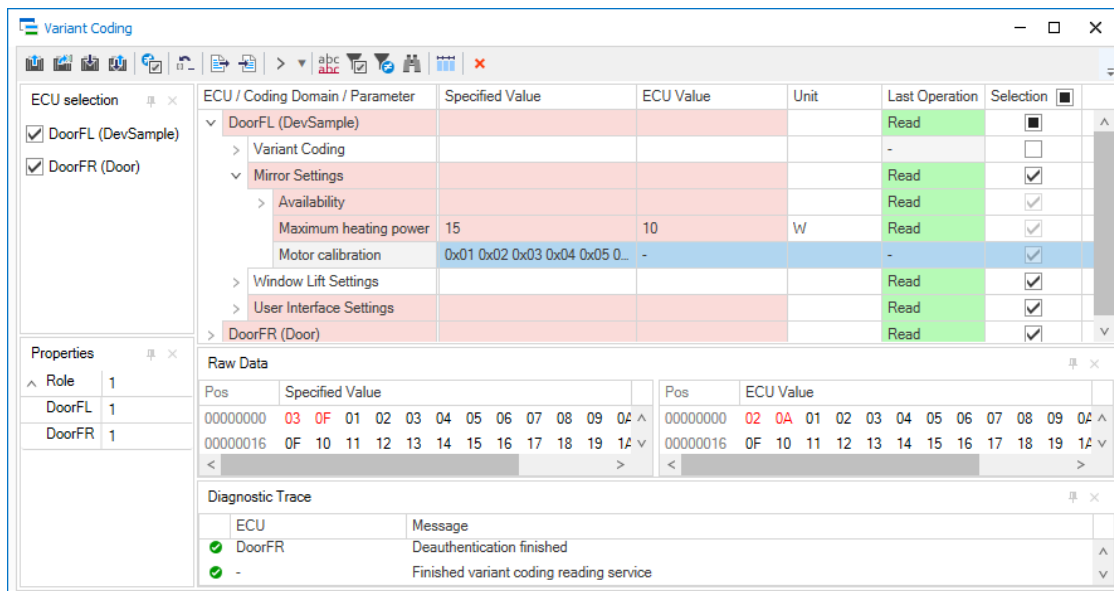 Variant Coding
abc
abc
ECU selection
DoorFL (DevSample)
DoorFR (Door)
ECU / Coding Domain / Parameter Specified Value ECU Value Unit Last Operation Selection
DoorFL (DevSample) Read
Variant Coding -
Mirror Settings Read
Availability Read
Maximum heating power 15 10 W Read
Motor calibration 0x01 0x02 0x03 0x04 0x05 0... - -
Window Lift Settings Read
User Interface Settings Read
DoorFR (Door) Read
Properties
Role 1
DoorFL 1
DoorFR 1
Raw Data
Pos Specified Value
00000000 03 0F 01 02 03 04 05 06 07 08 09 0A
00000016 0F 10 11 12 13 14 15 16 17 18 19 1A
Pos ECU Value
00000000 02 0A 01 02 03 04 05 06 07 08 09 0A
00000016 0F 10 11 12 13 14 15 16 17 18 19 1A
Diagnostic Trace
ECU Message
DoorFR Deauthentication finished
- Finished variant coding reading service